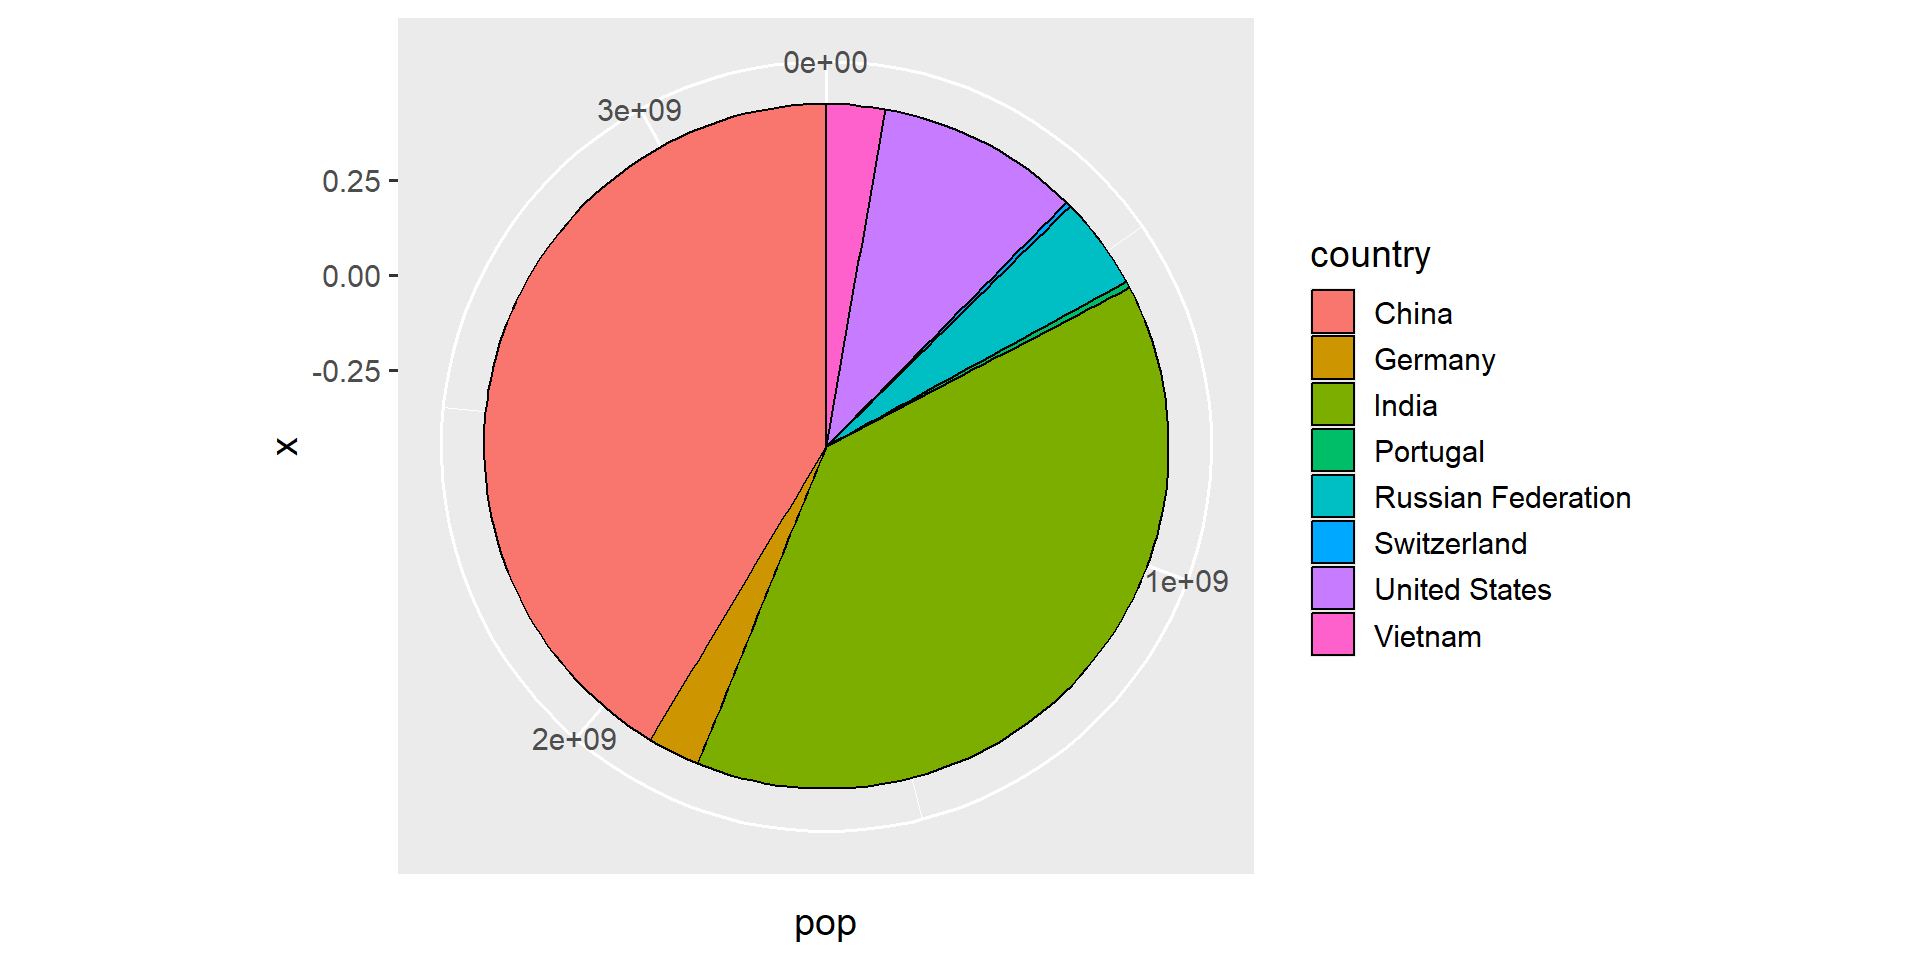 0e+00
3e+09
0.25
0.00
-0.25
x
1e+09
2e+09
pop
country
China
Germany
India
Portugal
Russian Federation
Switzerland
United States
Vietnam